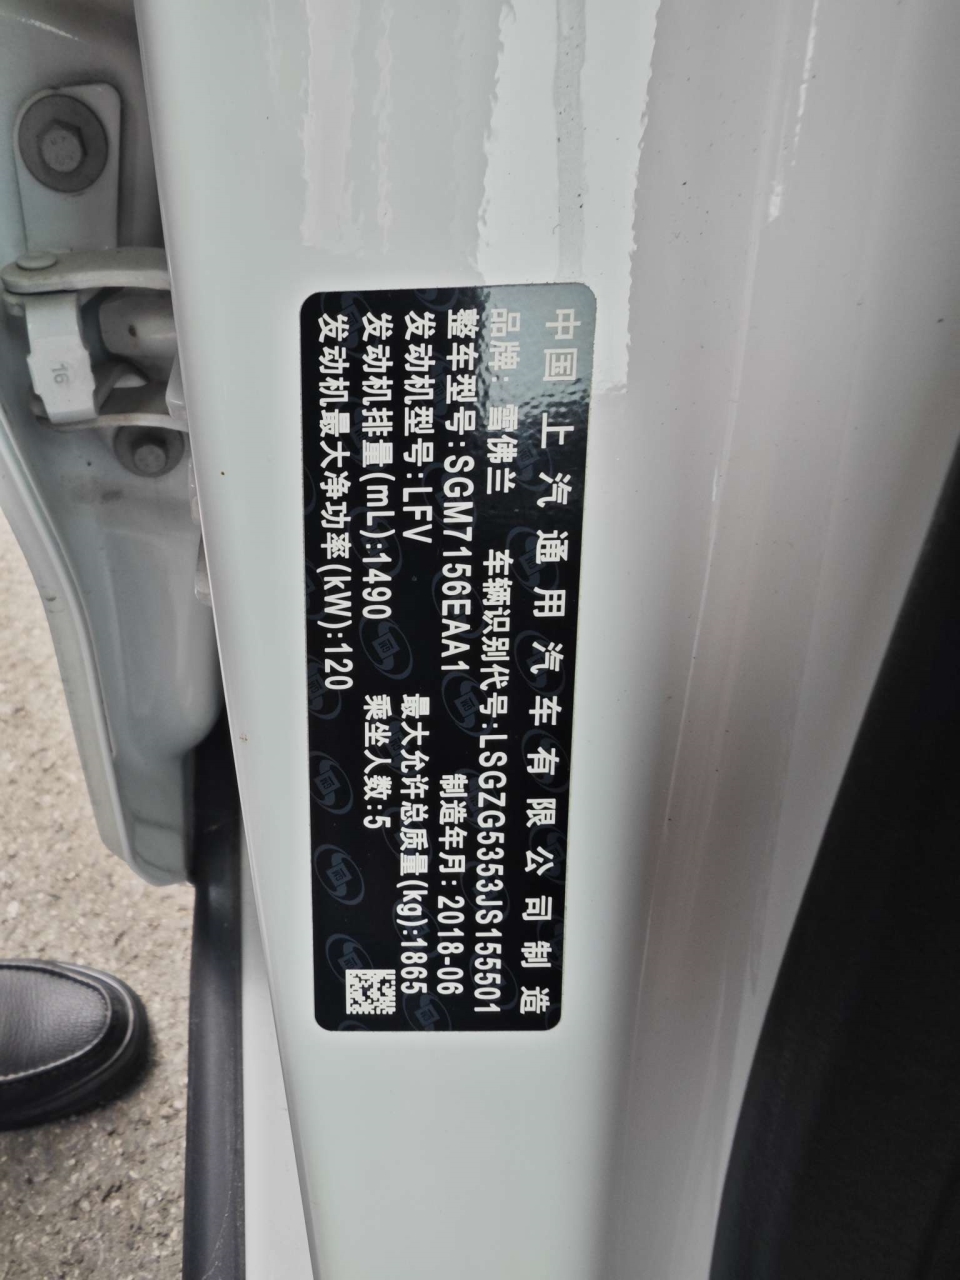 中国 上汽通用汽车有限公司制造
品牌: 雪佛兰 车辆识别代号:LSGZG5353JS155501
整车型号:SGM7156EAA1 制造年月:2018-06
发动机型号:LFV 最大允许总质量(kg):1865
发动机排量(mL):1490 乘坐人数:5
发动机最大净功率(kW):120
16